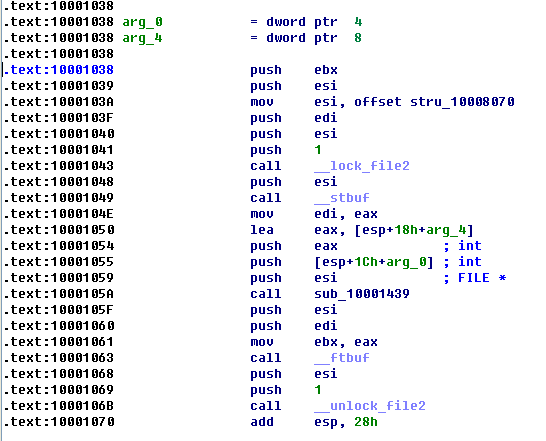 .text:10001038
.text:10001038 arg_0 = dword ptr 4
.text:10001038 arg_4 = dword ptr 8
.text:10001038
.text:10001038 push ebx
.text:10001039 push esi
.text:1000103A mov esi, offset stru_10008070
.text:1000103F push edi
.text:10001040 push esi
.text:10001041 push 1
.text:10001043 call __lock_file2
.text:10001048 push esi
.text:10001049 call __stbuf
.text:1000104E mov edi, eax
.text:10001050 lea eax, [esp+18h+arg_4]
.text:10001054 push eax ; int
.text:10001055 push [esp+1Ch+arg_0] ; int
.text:10001059 push esi ; FILE *
.text:1000105A call sub_10001439
.text:1000105F push esi
.text:10001060 push edi
.text:10001061 mov ebx, eax
.text:10001063 call __ftbuf
.text:10001068 push esi
.text:10001069 push 1
.text:1000106B call __unlock_file2
.text:10001070 add esp, 28h